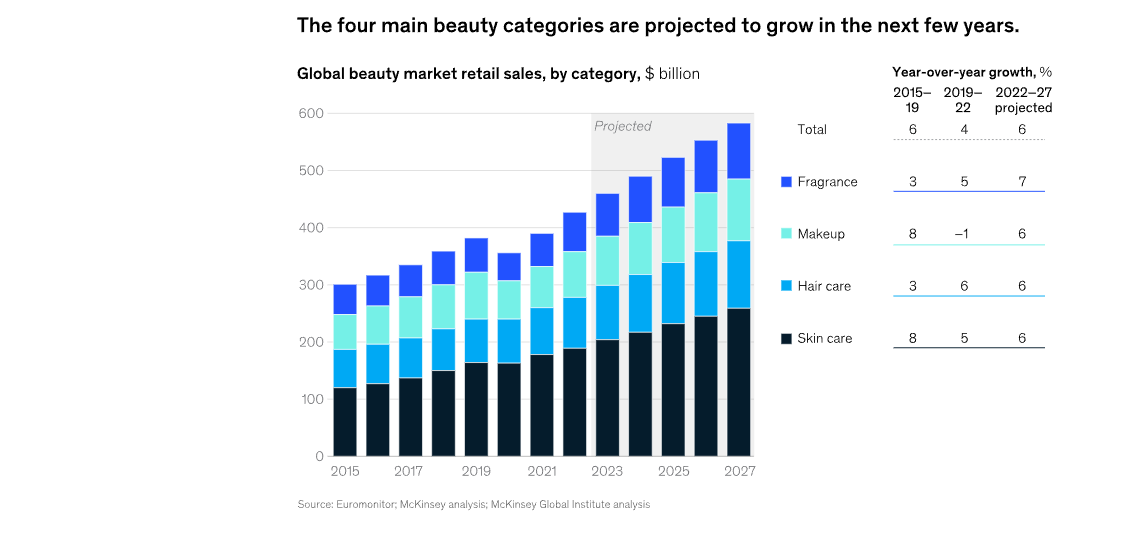 The four main beauty categories are projected to grow in the next few years.
Global beauty market retail sales, by category, $ billion
Year-over-year growth, %
2015–19 2019–22 2022–27 projected
600
Projected
500
400
300
200
100
0
2015 2017 2019 2021 2023 2025 2027
Total 6 4 6
Fragrance 3 5 7
Makeup 8 –1 6
Hair care 3 6 6
Skin care 8 5 6
Source: Euromonitor; McKinsey analysis; McKinsey Global Institute analysis